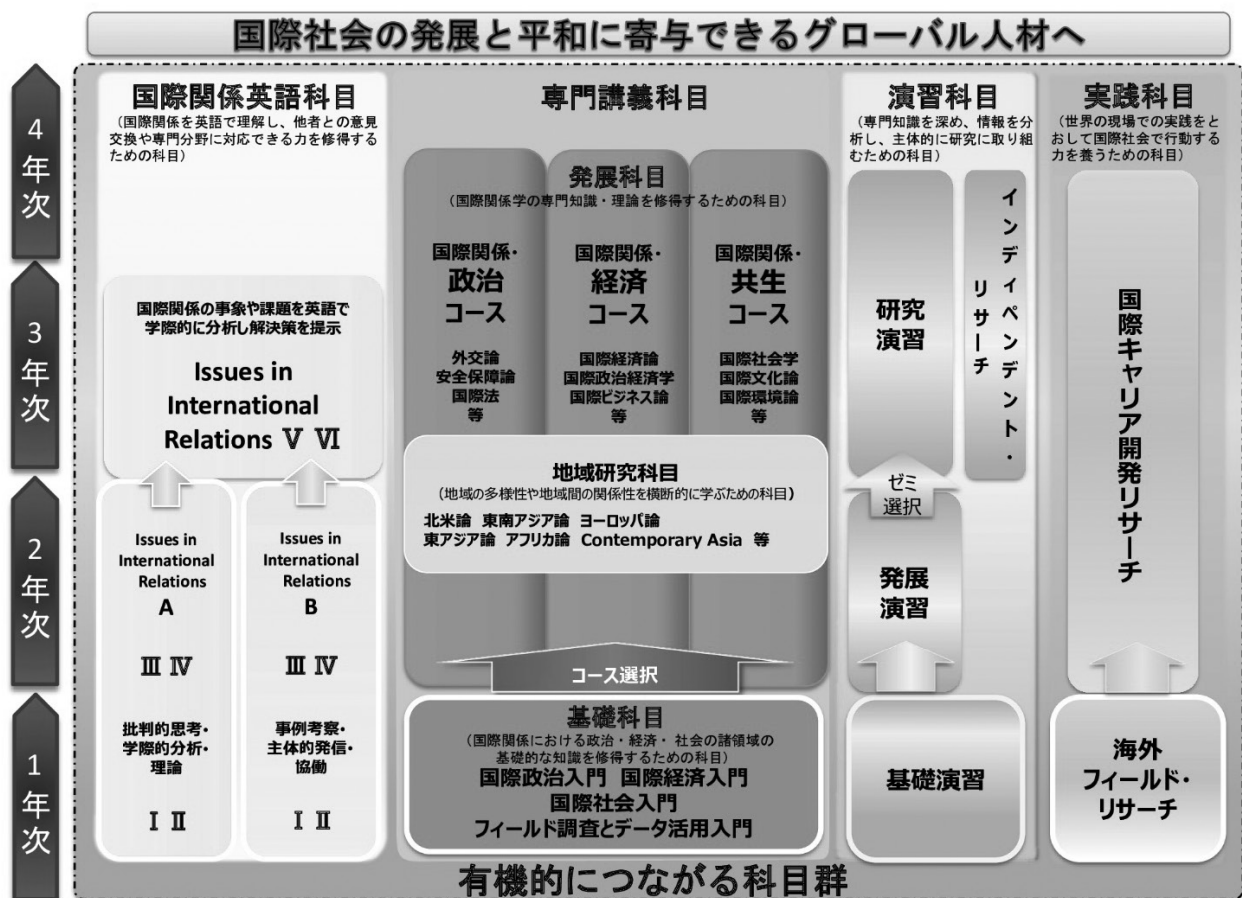 国際社会の発展と平和に寄与できるグローバル人材へ
4年次
3年次
2年次
1年次
国際関係英語科目
(国際関係を英語で理解し、他者との意見
交換や専門分野に対応できる力を修得する
ための科目)
国際関係の事象や課題を英語で
学際的に分析し解決策を提示
Issues in
International
Relations Ⅴ Ⅵ
Issues in
International
Relations
A
Ⅲ Ⅳ
批判的思考・
学際的分析・
理論
Ⅰ Ⅱ
Issues in
International
Relations
B
Ⅲ Ⅳ
事例考察・
主体的発信・
協働
Ⅰ Ⅱ
専門講義科目
発展科目
(国際関係学の専門知識・理論を修得するための科目)
国際関係・
政治
コース
外交論
安全保障論
国際法
等
国際関係・
経済
コース
国際経済論
国際政治経済学
国際ビジネス論
等
国際関係・
共生
コース
国際社会学
国際文化論
国際環境論
等
地域研究科目
(地域の多様性や地域間の関係性を横断的に学ぶための科目)
北米論 東南アジア論 ヨーロッパ論
東アジア論 アフリカ論 Contemporary Asia 等
コース選択
基礎科目
(国際関係における政治・経済・ 社会の諸領域の
基礎的な知識を修得するための科目)
国際政治入門 国際経済入門
国際社会入門
フィールド調査とデータ活用入門
演習科目
(専門知識を深め、情報を分
析し、主体的に研究に取り組
むための科目)
研究
演習
インディペンデント・
リサーチ
ゼミ
選択
発展
演習
基礎演習
実践科目
(世界の現場での実践をと
おして国際社会で行動する
力を養うための科目)
国際キャリア開発リサーチ
海外
フィールド・
リサーチ
有機的につながる科目群